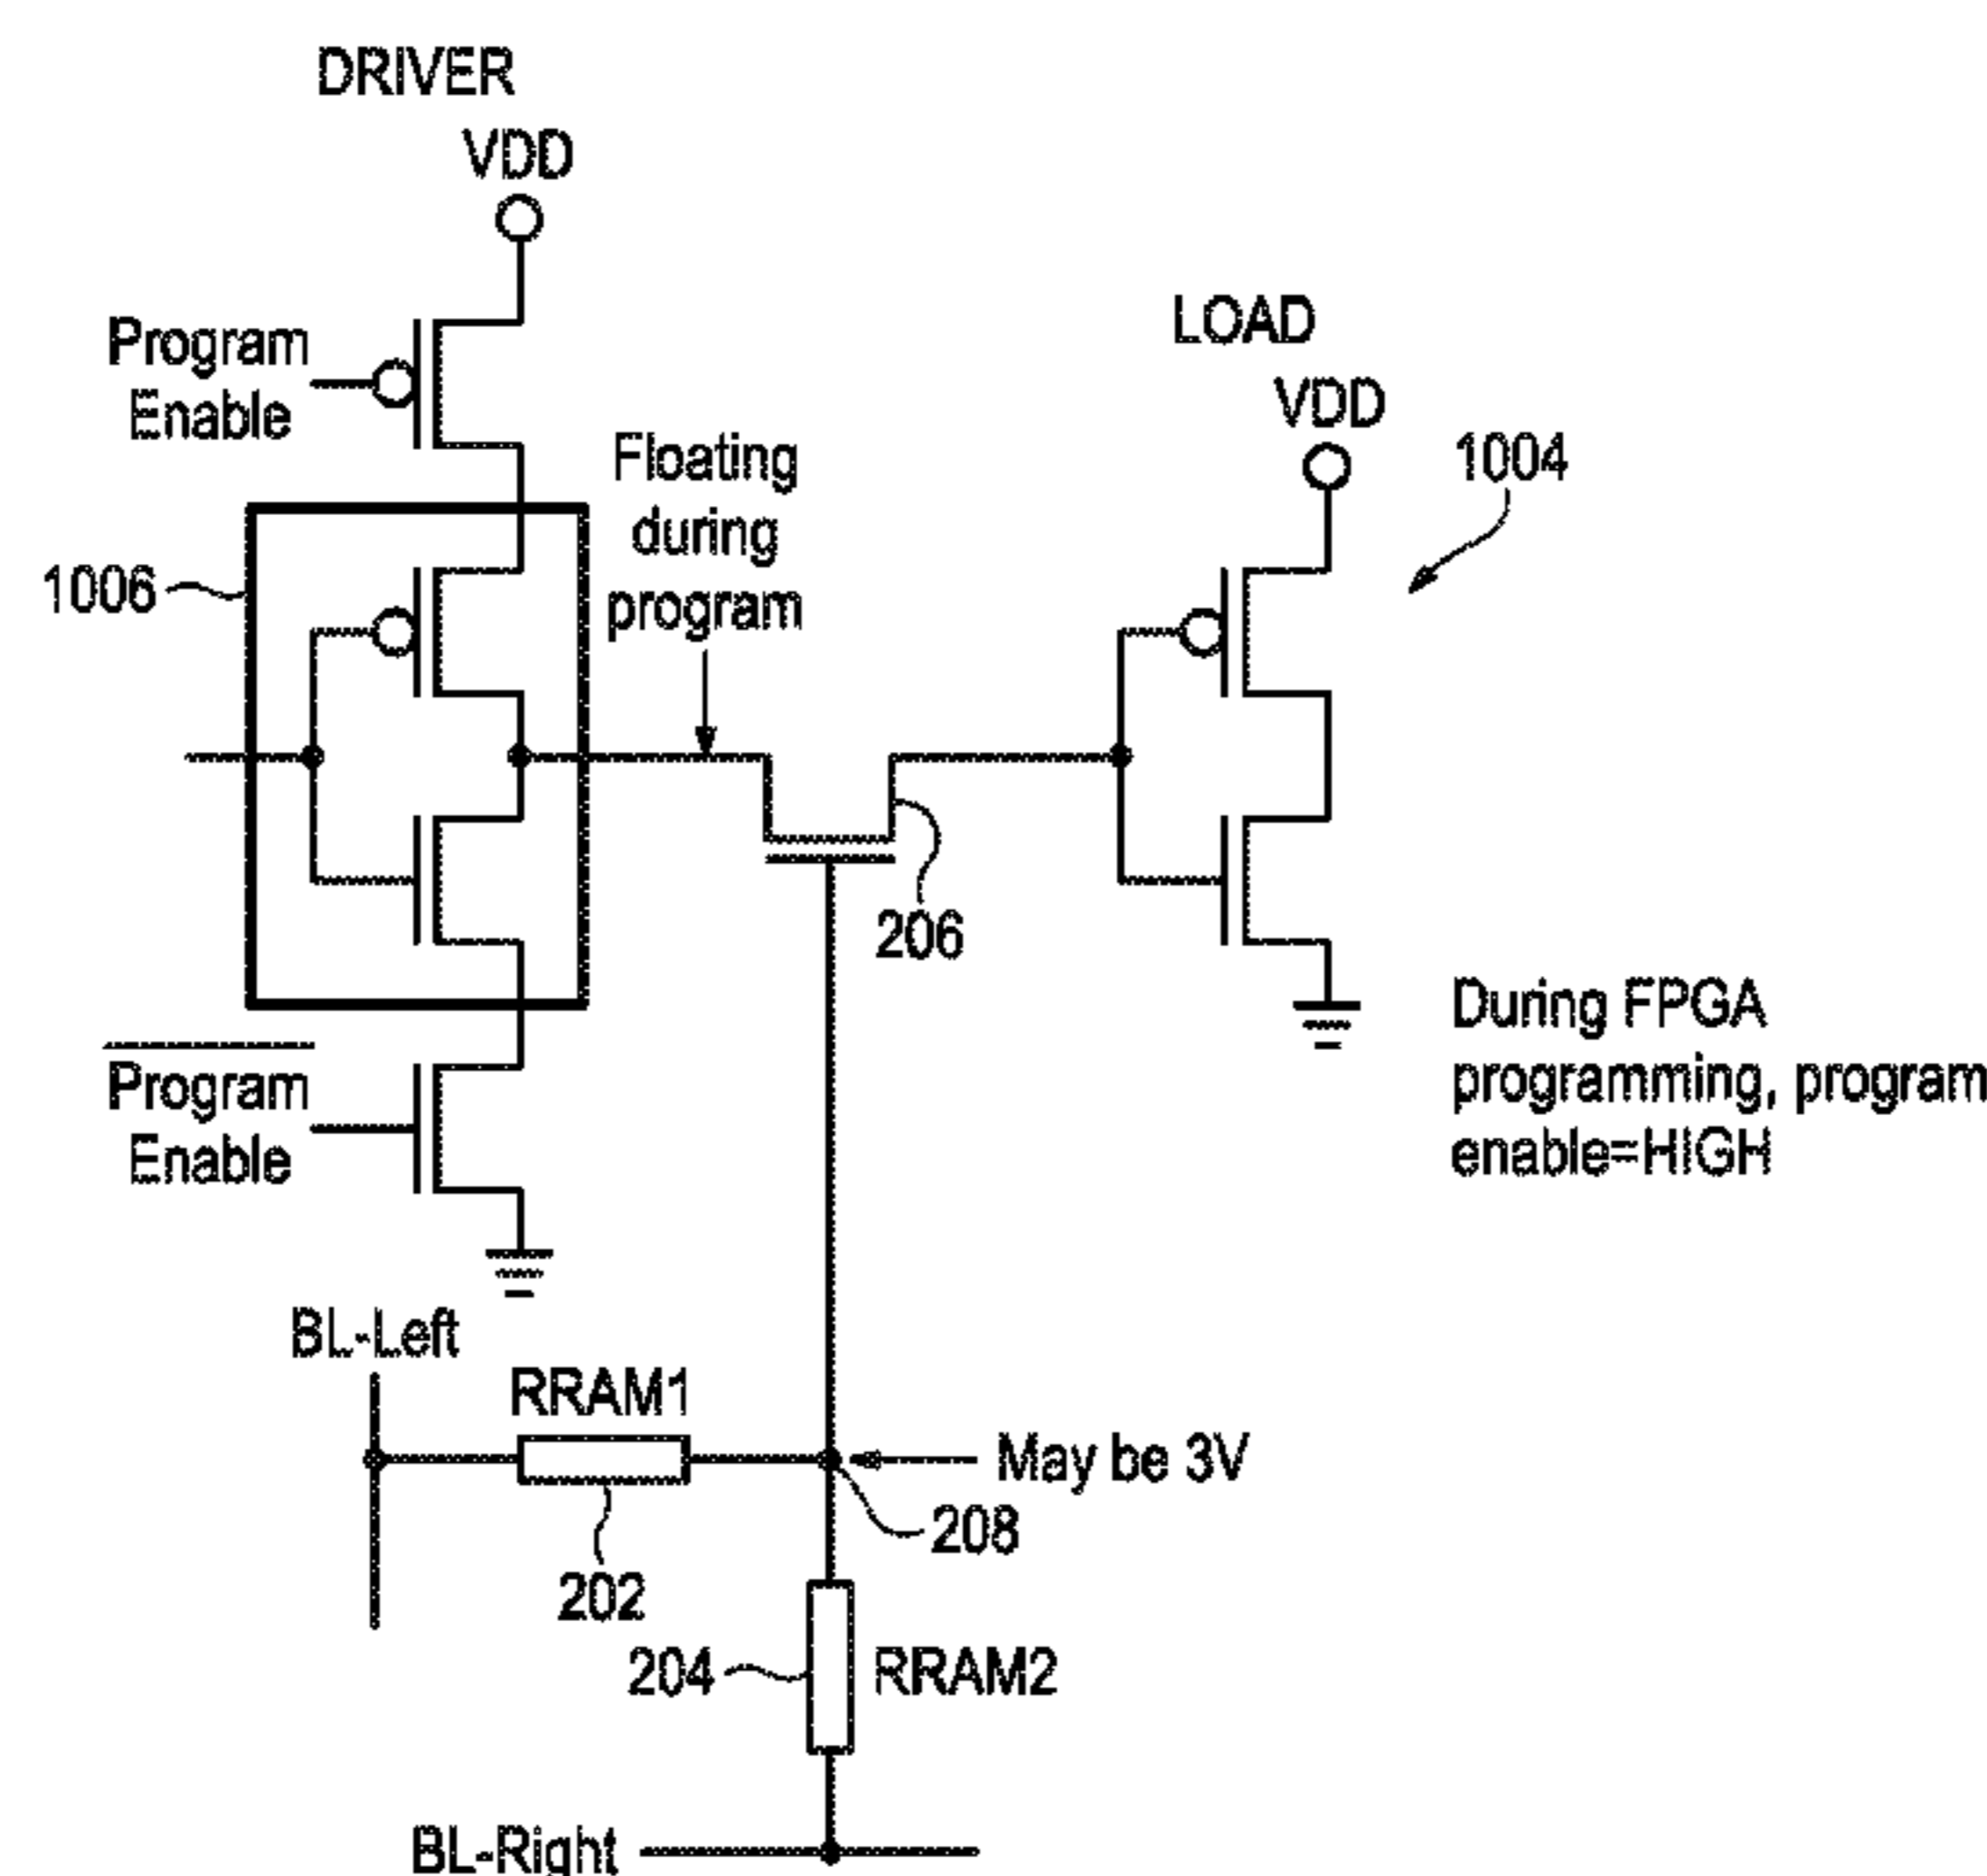 DRIVER
VDD
Program
Enable
LOAD
VDD
1004
Floating
during
program
1006
206
During FPGA
programming, program
enable=HIGH
Program
Enable
BL-Left
RRAM1
May be 3V
208
202
204
RRAM2
BL-Right